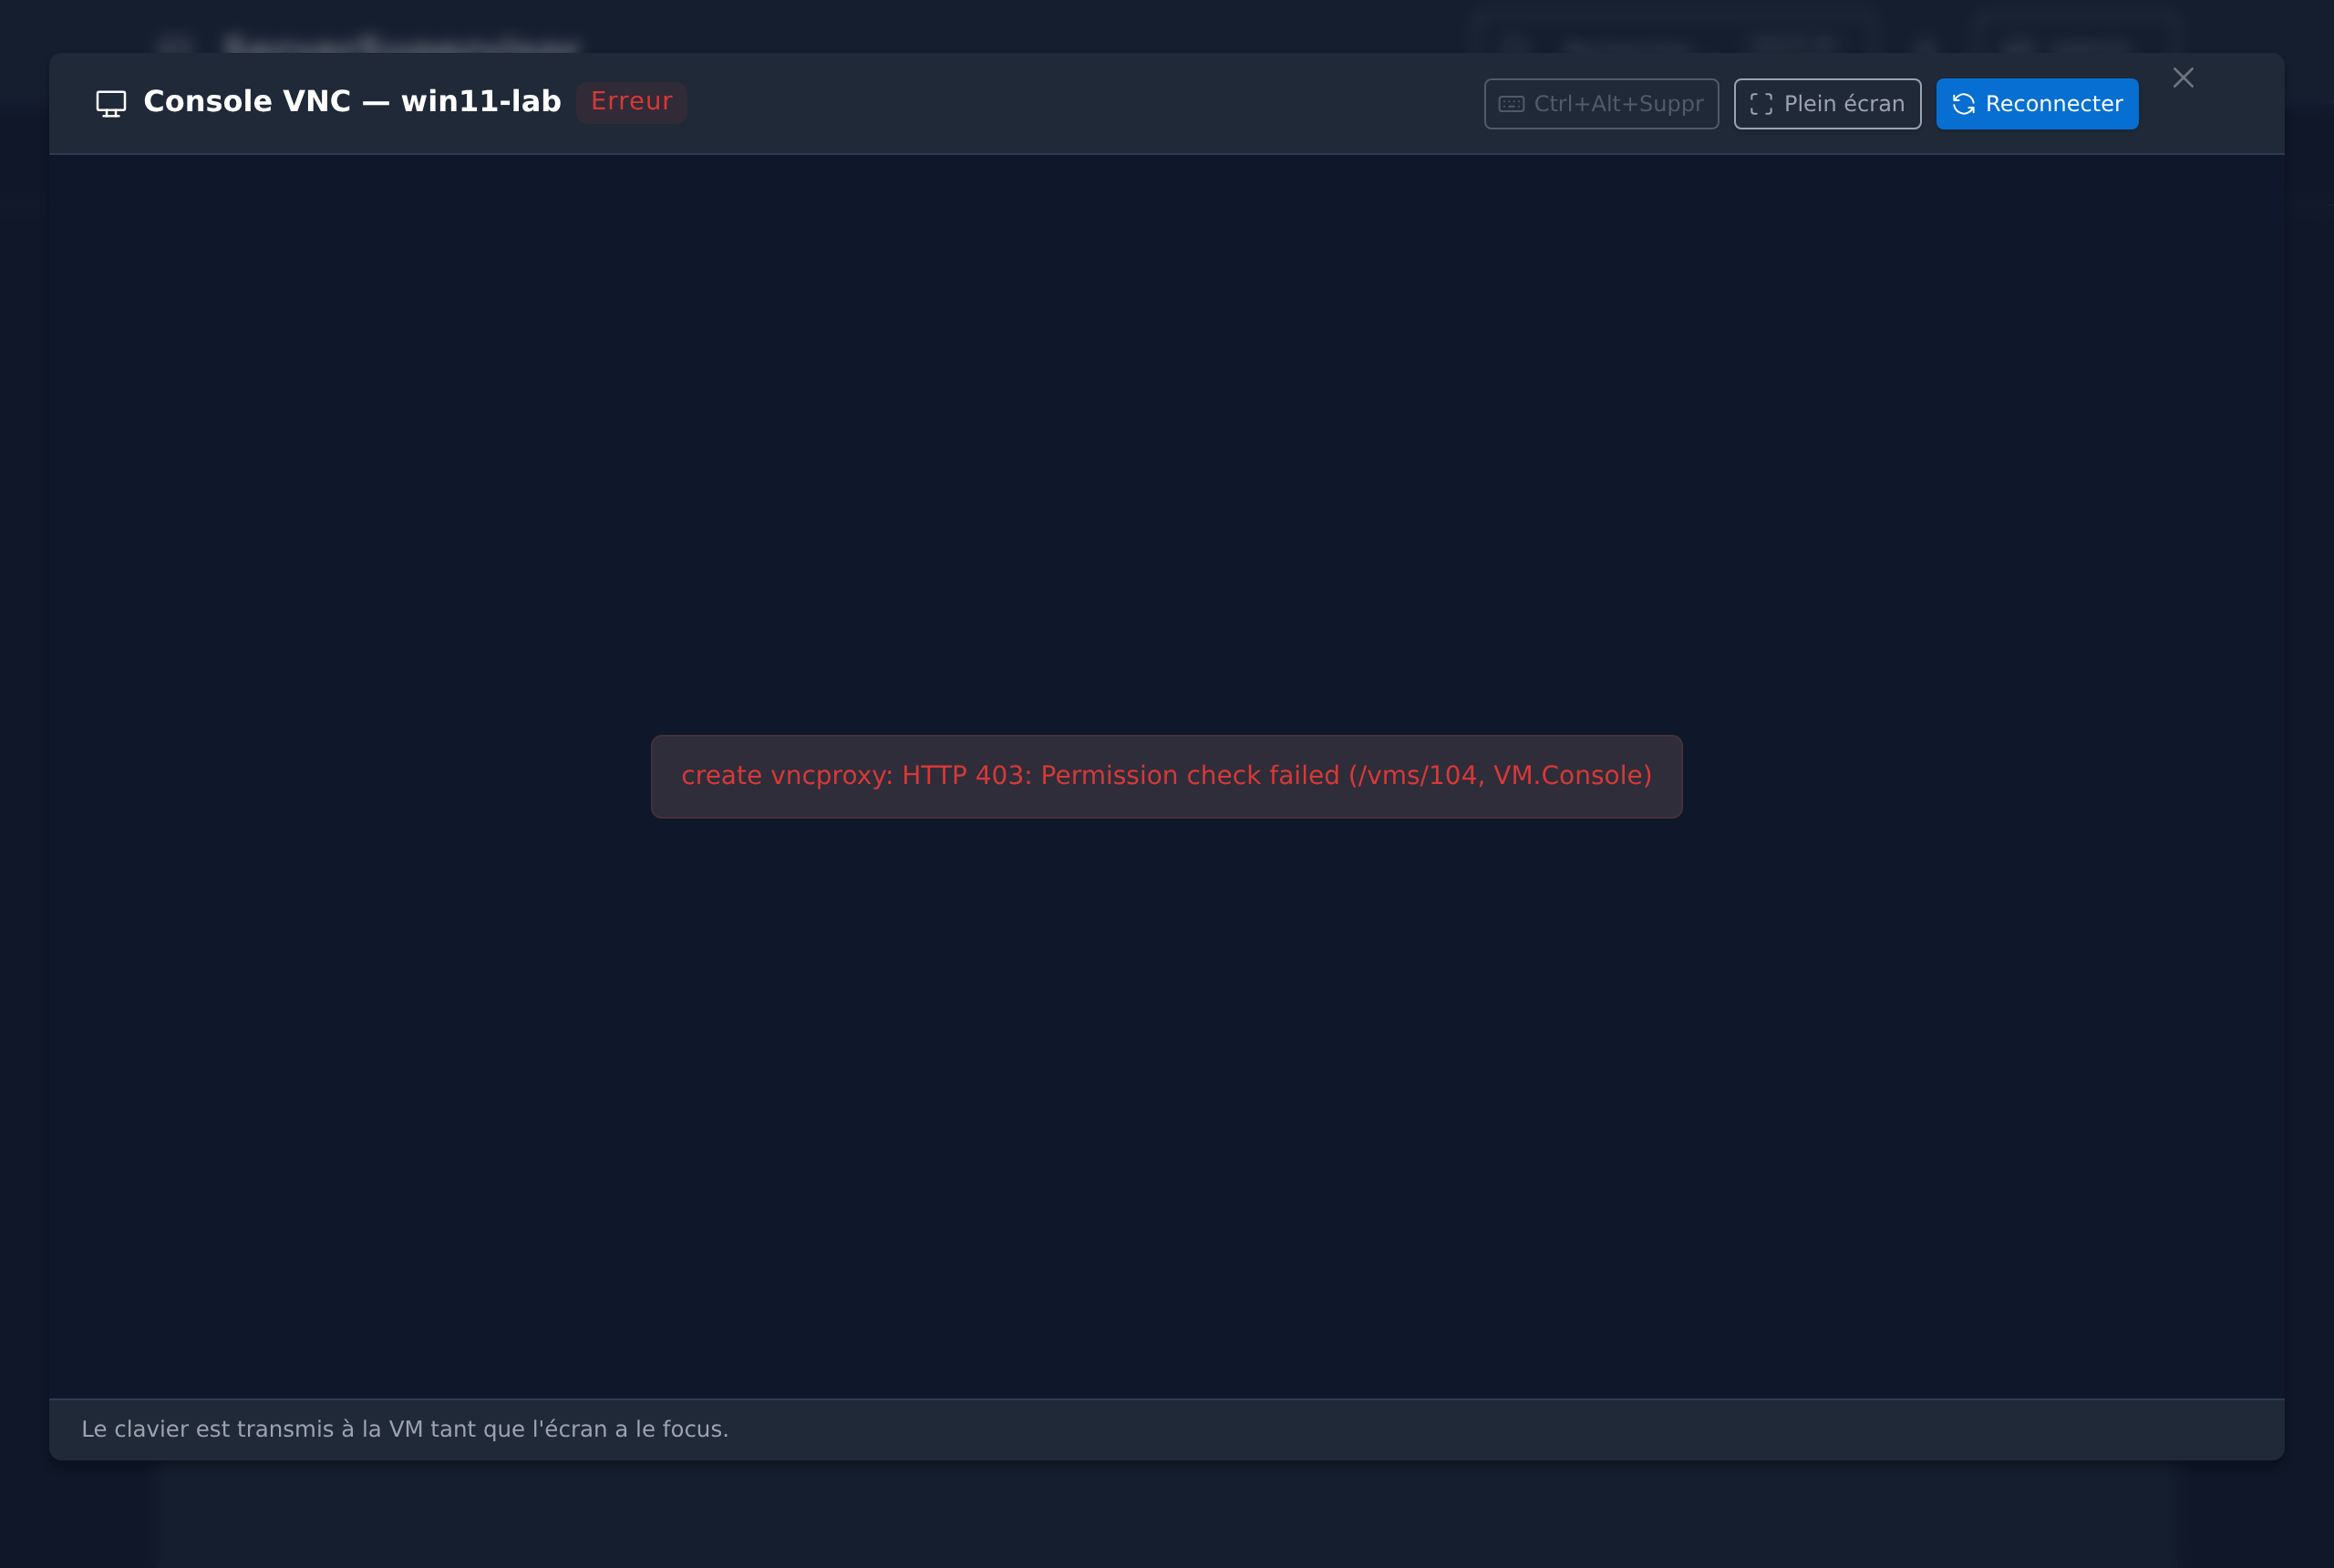 ServerSupervisor
Console VNC — win11-lab
Erreur
Ctrl+Alt+Suppr
Plein écran
Reconnecter
create vncproxy: HTTP 403: Permission check failed (/vms/104, VM.Console)
Le clavier est transmis à la VM tant que l'écran a le focus.